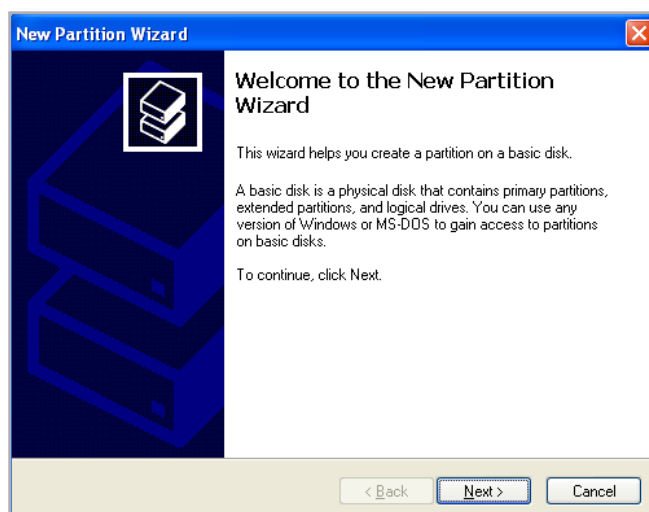 New Partition Wizard
Welcome to the New Partition
Wizard
This wizard helps you create a partition on a basic disk.
A basic disk is a physical disk that contains primary partitions,
extended partitions, and logical drives. You can use any
version of Windows or MS-DOS to gain access to partitions
on basic disks.
To continue, click Next.
< Back Next > Cancel